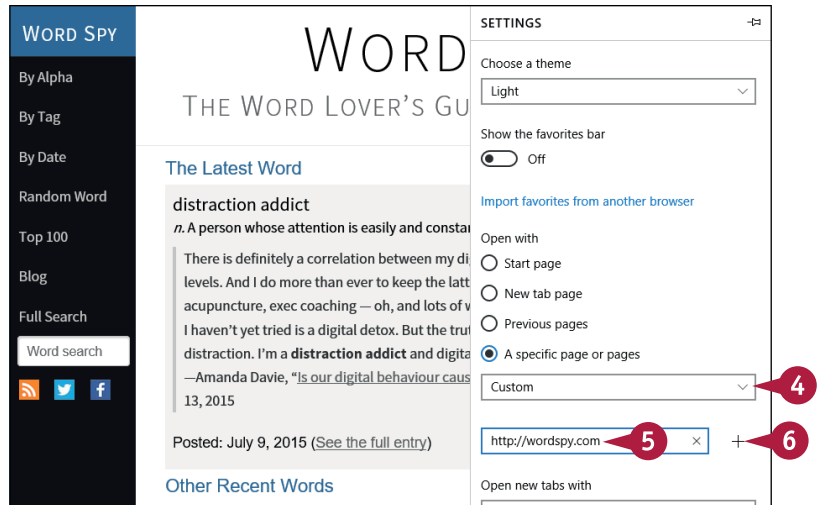 WORD SPY
By Alpha
By Tag
By Date
Random Word
Top 100
Blog
Full Search
Word search
WORD
THE WORD LOVER'S GU
The Latest Word
distraction addict
n. A person whose attention is easily and constar
There is definitely a correlation between my di
levels. And I do more than ever to keep the latt
acupuncture, exec coaching — oh, and lots of v
I haven't yet tried is a digital detox. But the trut
distraction. I'm a distraction addict and digita
—Amanda Davie, “Is our digital behaviour caus
13, 2015
Posted: July 9, 2015 (See the full entry)
Other Recent Words
SETTINGS
Choose a theme
Light
Show the favorites bar
Off
Import favorites from another browser
Open with
Start page
New tab page
Previous pages
A specific page or pages
Custom
4
http://wordspy.com
5
6
Open new tabs with